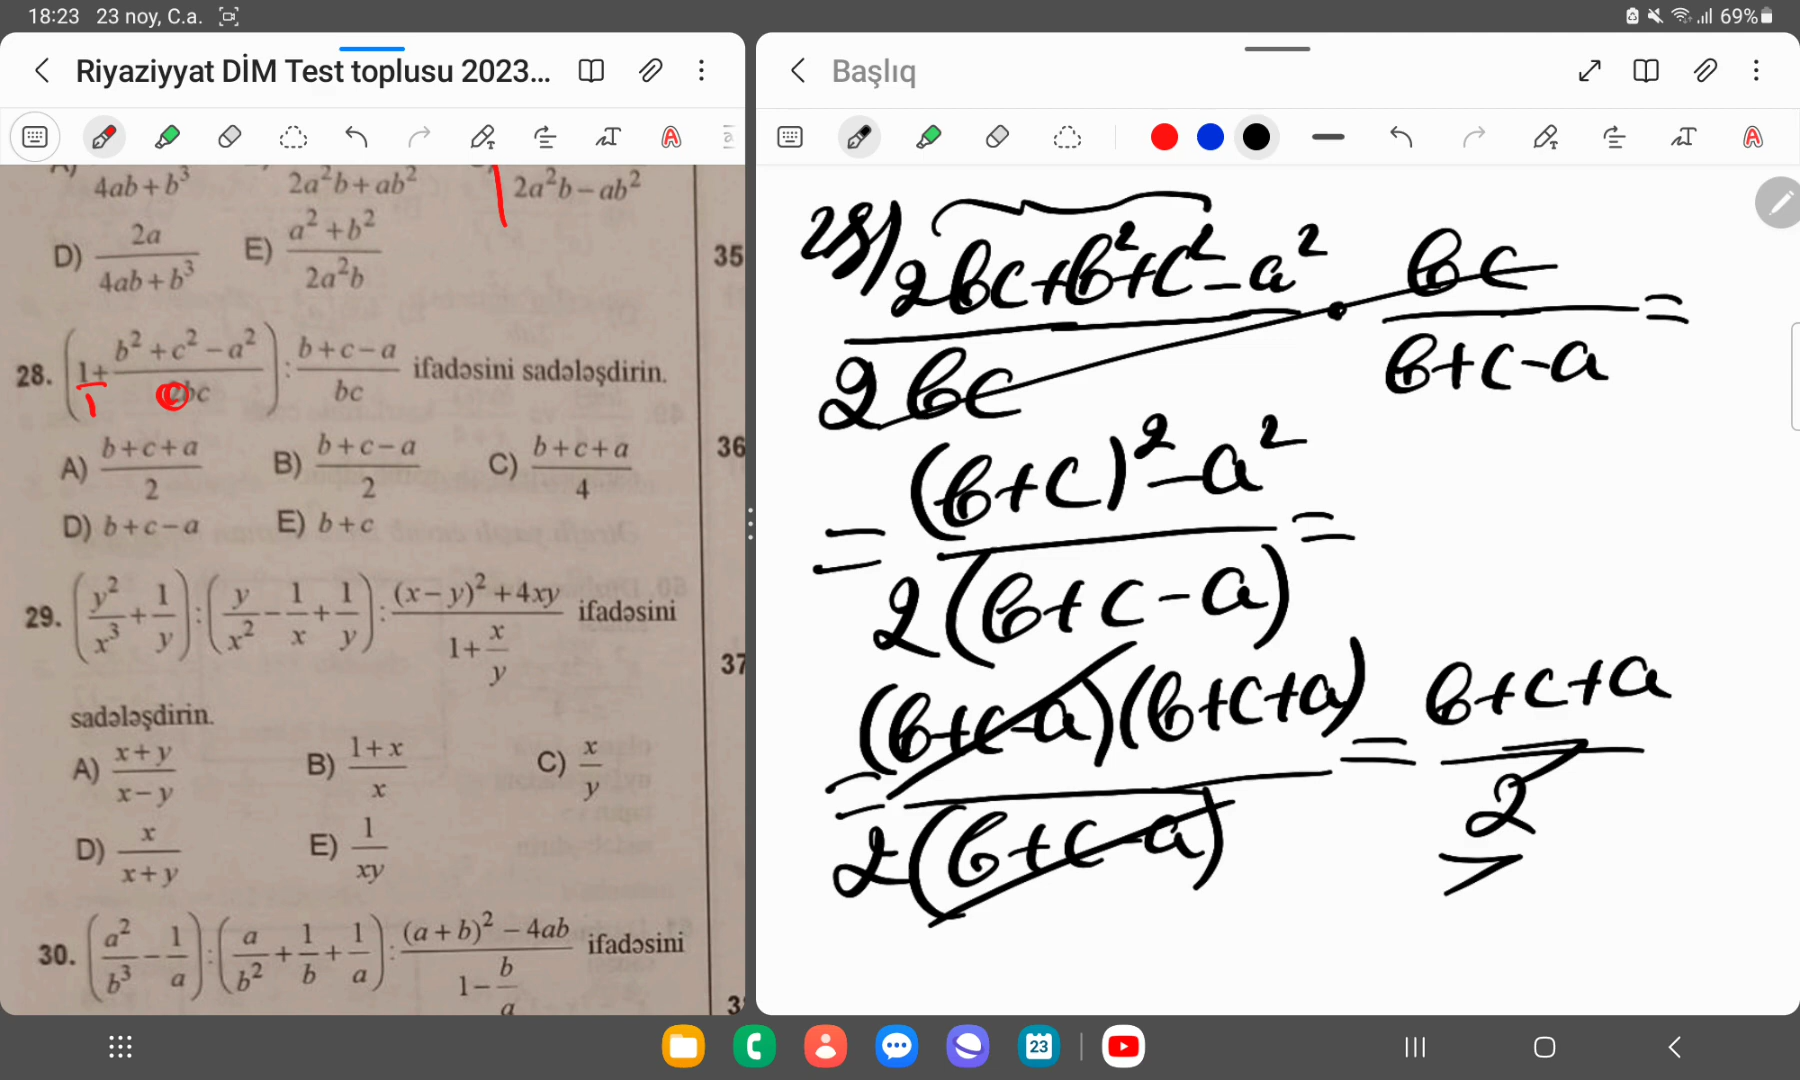 18:23 23 noy, C.a. 69%
Riyaziyyat DİM Test toplusu 2023...
Başlıq
4ab+b³ 2a²b+ab² 2a²b−ab²
D) 2a/(4ab+b³) E) (a²+b²)/(2a²b)
35
28. (1+(b²+c²−a²)/(2bc)) : (b+c−a)/(bc) ifadəsini sadələşdirin.
1
A) (b+c+a)/2 B) (b+c−a)/2 C) (b+c+a)/4
36
D) b+c−a E) b+c
29. (y²/x³+1/y) : (y/x²−1/x+1/y) : ((x−y)²+4xy)/(1+x/y) ifadəsini
37
sadələşdirin.
A) (x+y)/(x−y) B) (1+x)/x C) x/y
D) x/(x+y) E) 1/(xy)
30. (a²/b³−1/a) : (a/b²+1/b+1/a) : ((a+b)²−4ab)/(1−b/a) ifadəsini
28) (2bc+b²+c²−a²)/(2bc) · (bc)/(b+c−a) =
= ((b+c)²−a²)/(2(b+c−a)) =
= ((b+c−a)(b+c+a))/(2(b+c−a)) = (b+c+a)/2
23